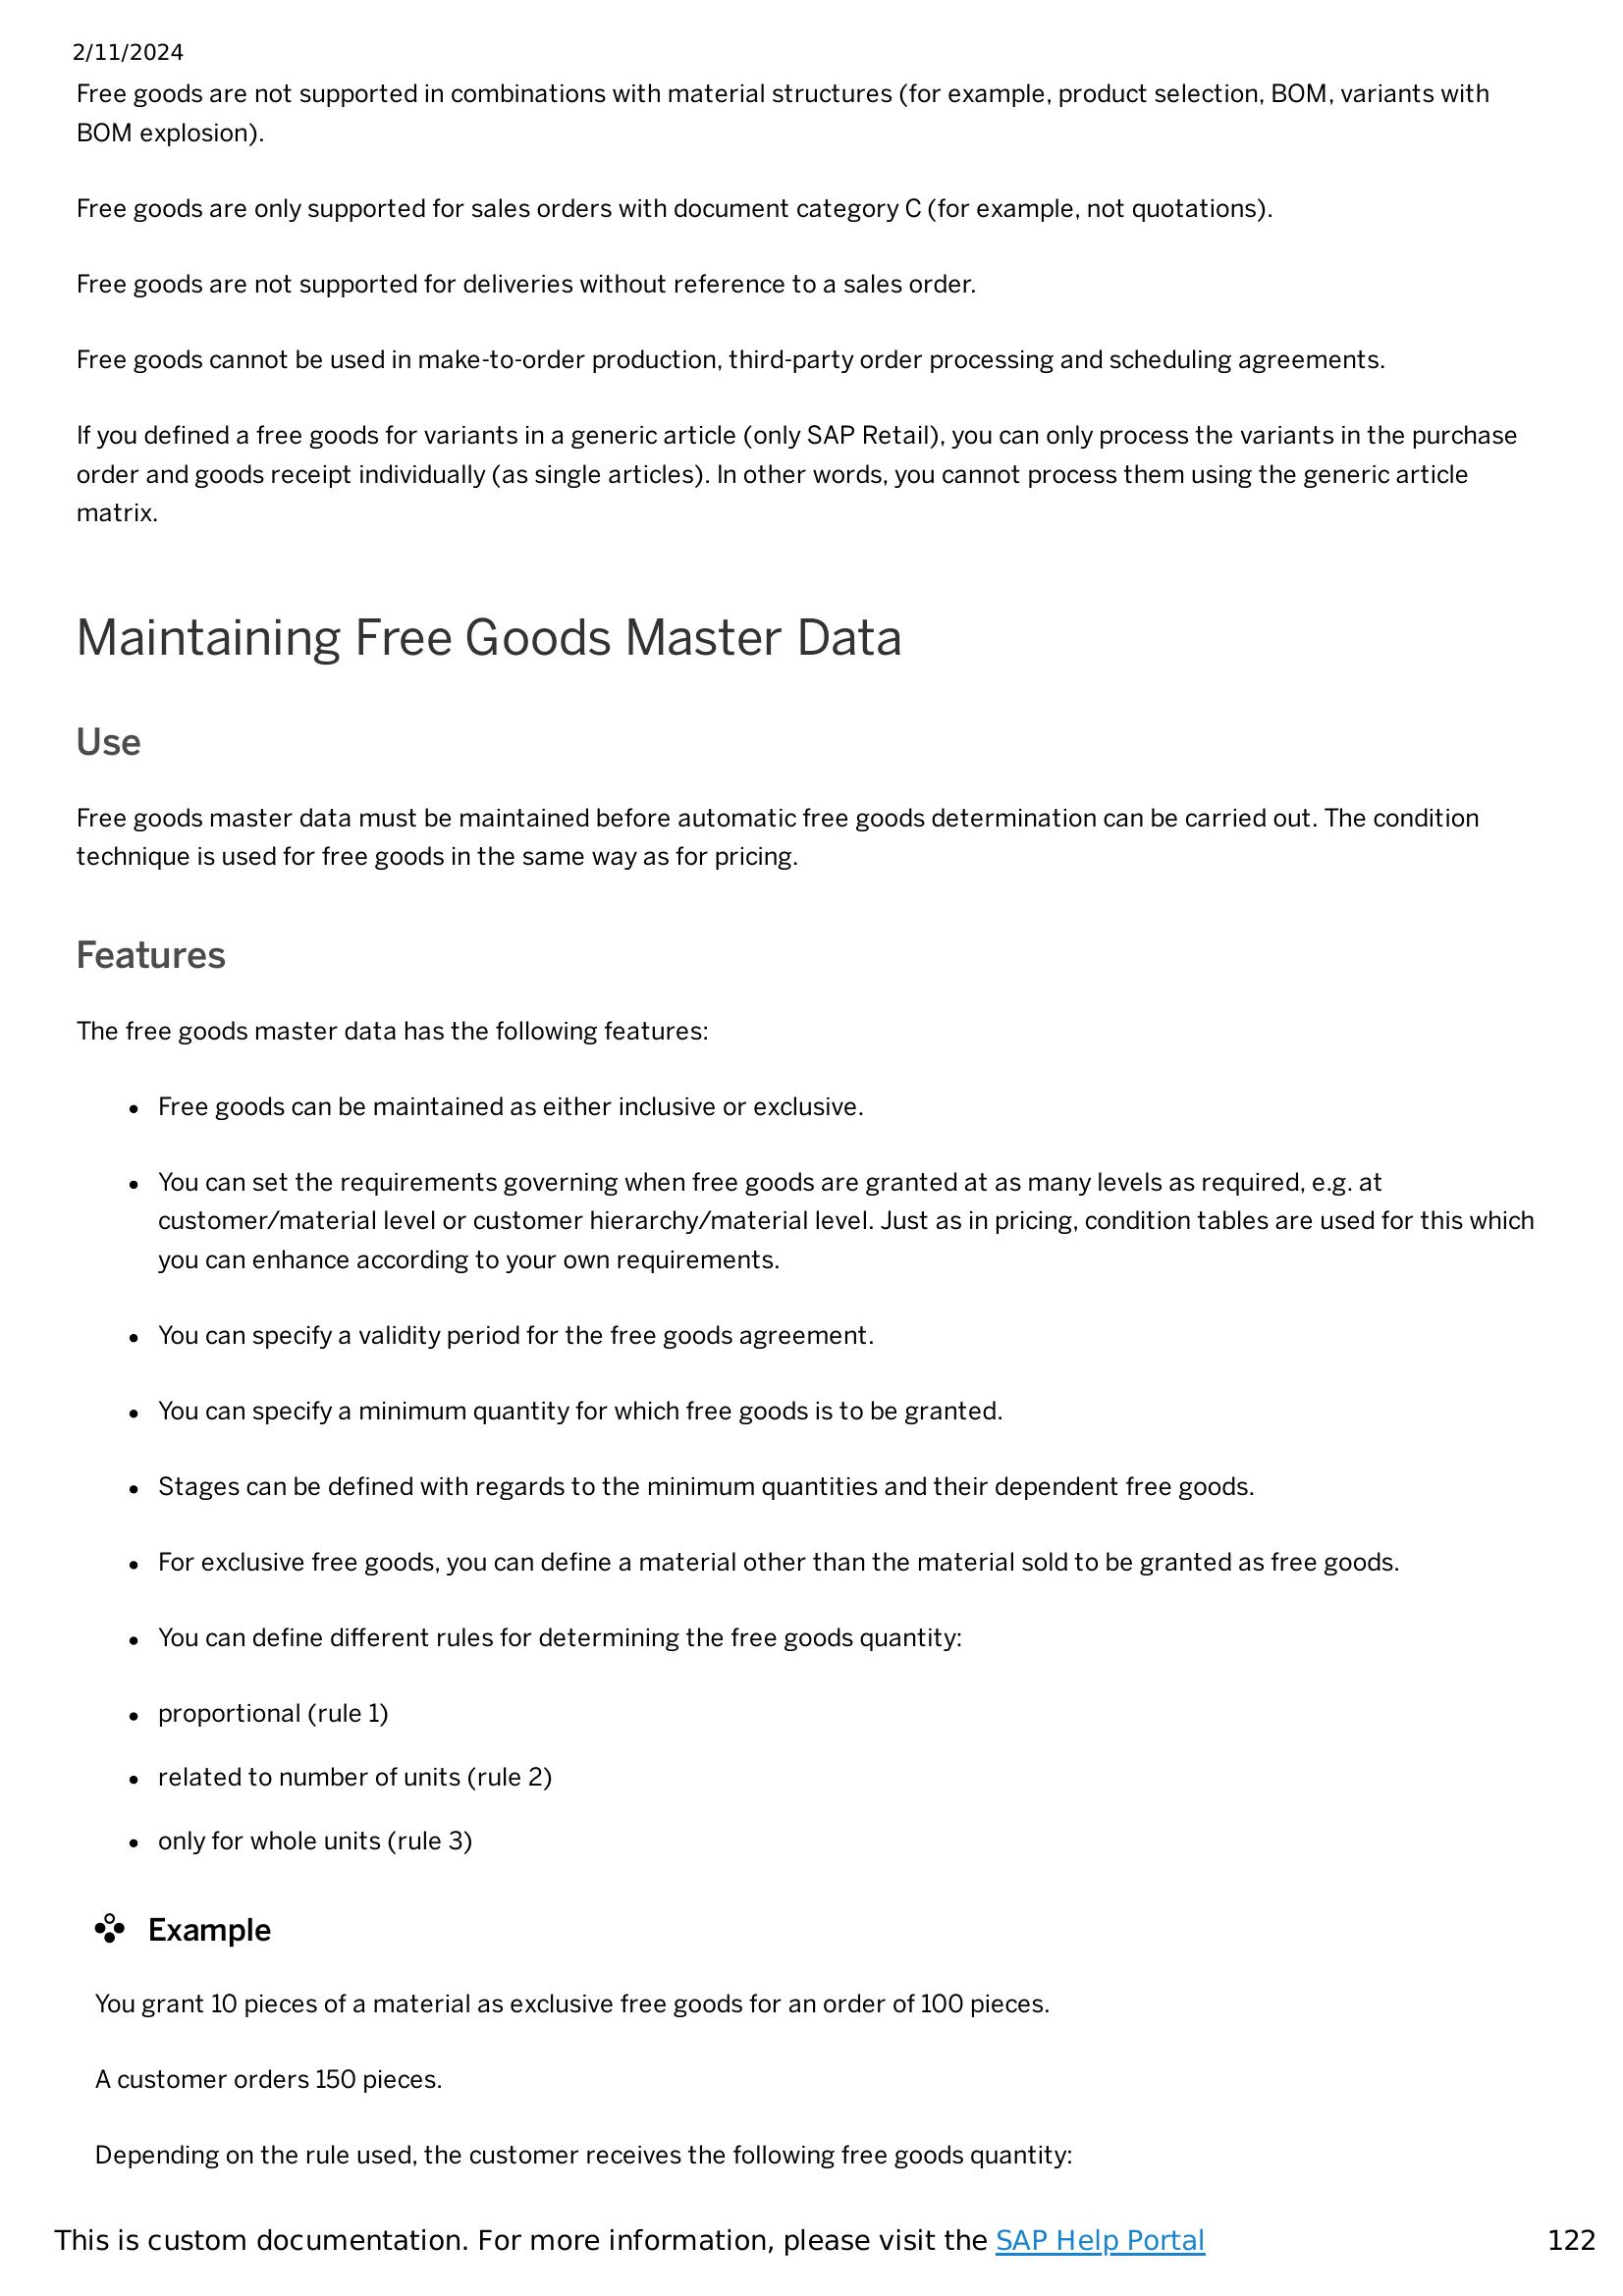 2/11/2024
Free goods are not supported in combinations with material structures (for example, product selection, BOM, variants with
BOM explosion).
Free goods are only supported for sales orders with document category C (for example, not quotations).
Free goods are not supported for deliveries without reference to a sales order.
Free goods cannot be used in make-to-order production, third-party order processing and scheduling agreements.
If you defined a free goods for variants in a generic article (only SAP Retail), you can only process the variants in the purchase
order and goods receipt individually (as single articles). In other words, you cannot process them using the generic article
matrix.
Maintaining Free Goods Master Data
Use
Free goods master data must be maintained before automatic free goods determination can be carried out. The condition
technique is used for free goods in the same way as for pricing.
Features
The free goods master data has the following features:
• Free goods can be maintained as either inclusive or exclusive.
• You can set the requirements governing when free goods are granted at as many levels as required, e.g. at
customer/material level or customer hierarchy/material level. Just as in pricing, condition tables are used for this which
you can enhance according to your own requirements.
• You can specify a validity period for the free goods agreement.
• You can specify a minimum quantity for which free goods is to be granted.
• Stages can be defined with regards to the minimum quantities and their dependent free goods.
• For exclusive free goods, you can define a material other than the material sold to be granted as free goods.
• You can define different rules for determining the free goods quantity:
• proportional (rule 1)
• related to number of units (rule 2)
• only for whole units (rule 3)
Example
You grant 10 pieces of a material as exclusive free goods for an order of 100 pieces.
A customer orders 150 pieces.
Depending on the rule used, the customer receives the following free goods quantity:
This is custom documentation. For more information, please visit the SAP Help Portal 122